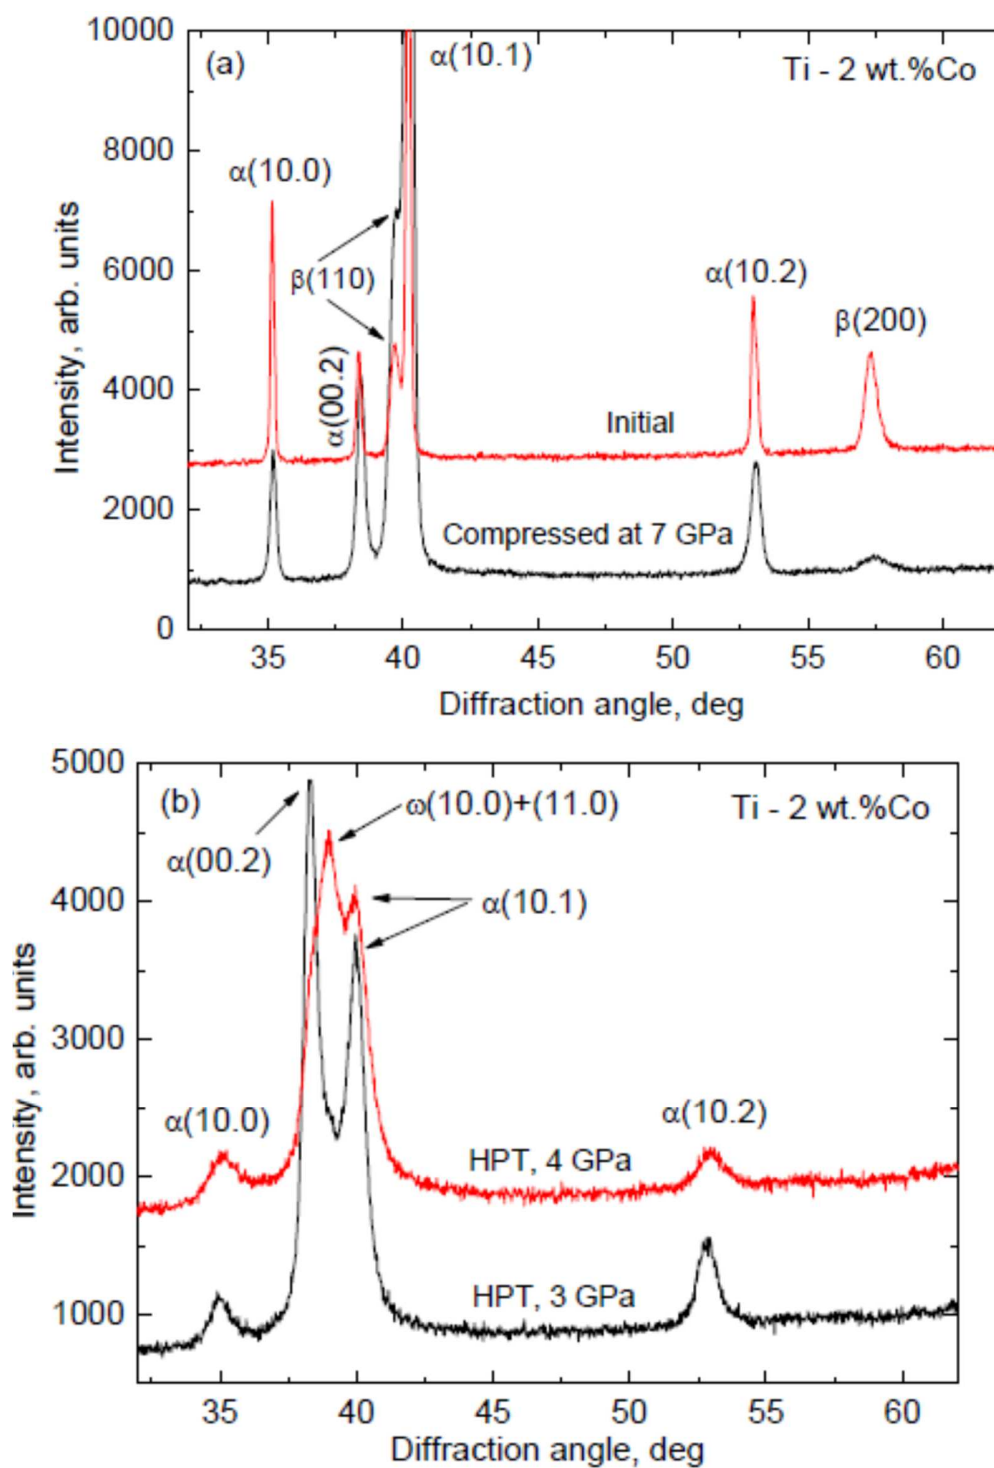 10000
(a)
α(10.1)
Ti - 2 wt.%Co
8000
α(10.0)
6000
β(110)
α(10.2)
β(200)
4000
α(00.2)
Initial
2000
Compressed at 7 GPa
0
35 40 45 50 55 60
Intensity, arb. units
Diffraction angle, deg
5000
(b)
ω(10.0)+(11.0)
Ti - 2 wt.%Co
α(00.2)
4000
α(10.1)
3000
α(10.0)
α(10.2)
2000
HPT, 4 GPa
HPT, 3 GPa
1000
35 40 45 50 55 60
Intensity, arb. units
Diffraction angle, deg